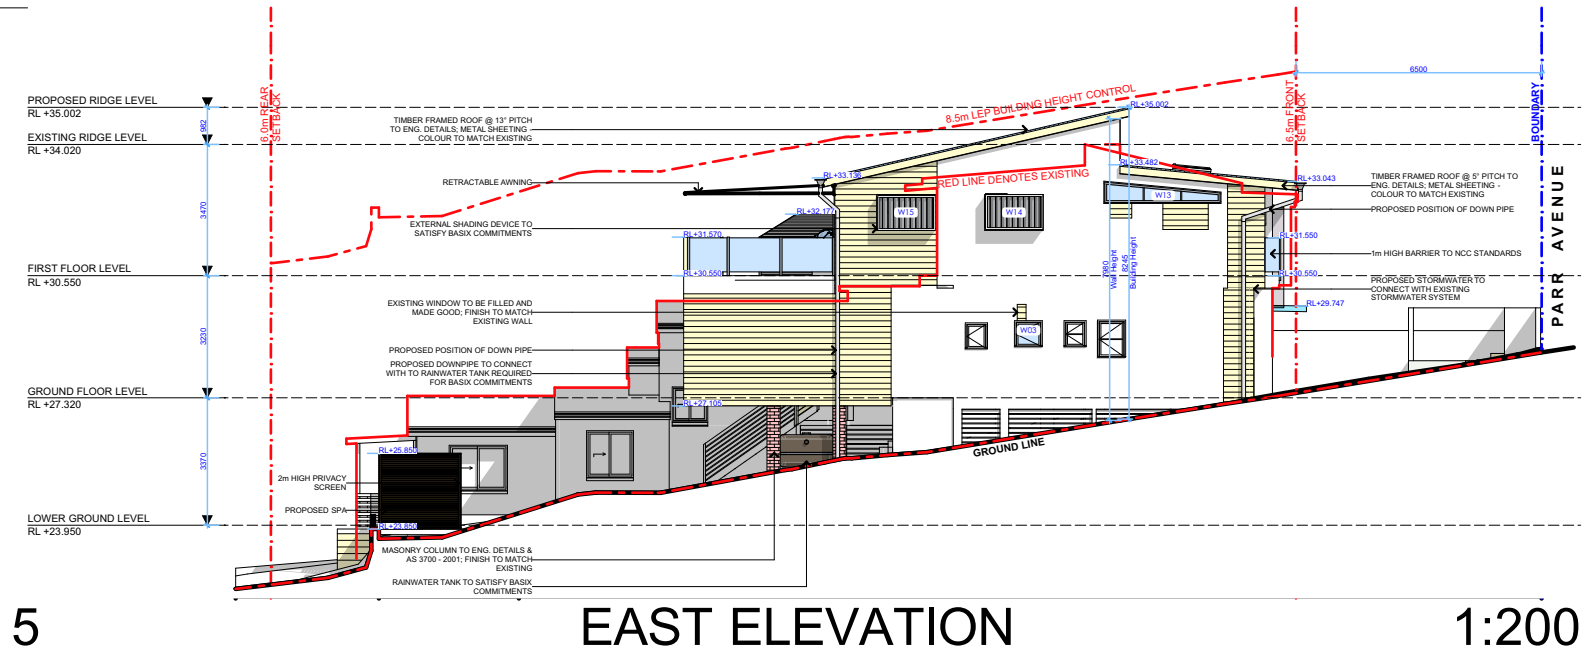 PROPOSED RIDGE LEVEL
RL +35.002
982
EXISTING RIDGE LEVEL
RL +34.020
3470
FIRST FLOOR LEVEL
RL +30.550
3230
GROUND FLOOR LEVEL
RL +27.320
3370
LOWER GROUND LEVEL
RL +23.950
6.0m REAR
SETBACK
TIMBER FRAMED ROOF @ 13° PITCH
TO ENG. DETAILS; METAL SHEETING -
COLOUR TO MATCH EXISTING
RETRACTABLE AWNING
EXTERNAL SHADING DEVICE TO
SATISFY BASIX COMMITMENTS
EXISTING WINDOW TO BE FILLED AND
MADE GOOD; FINISH TO MATCH
EXISTING WALL
PROPOSED POSITION OF DOWN PIPE
PROPOSED DOWNPIPE TO CONNECT
WITH TO RAINWATER TANK REQUIRED
FOR BASIX COMMITMENTS
2m HIGH PRIVACY
SCREEN
PROPOSED SPA
MASONRY COLUMN TO ENG. DETAILS &
AS 3700 - 2001; FINISH TO MATCH
EXISTING
RAINWATER TANK TO SATISFY BASIX
COMMITMENTS
8.5m LEP BUILDING HEIGHT CONTROL
RL+35.002
RL+33.136
RED LINE DENOTES EXISTING
RL+33.482
RL+33.043
RL+32.177
RL+31.570
RL+30.550
RL+27.105
RL+25.850
RL+23.850
W15
W14
W13
W03
7980
Wall Height
8245
Building Height
GROUND LINE
RL+31.550
RL+30.550
RL+29.747
6500
6.5m FRONT
SETBACK
BOUNDARY
PARR AVENUE
TIMBER FRAMED ROOF @ 5° PITCH TO
ENG. DETAILS; METAL SHEETING -
COLOUR TO MATCH EXISTING
PROPOSED POSITION OF DOWN PIPE
1m HIGH BARRIER TO NCC STANDARDS
PROPOSED STORMWATER TO
CONNECT WITH EXISTING
STORMWATER SYSTEM
5
EAST ELEVATION
1:200